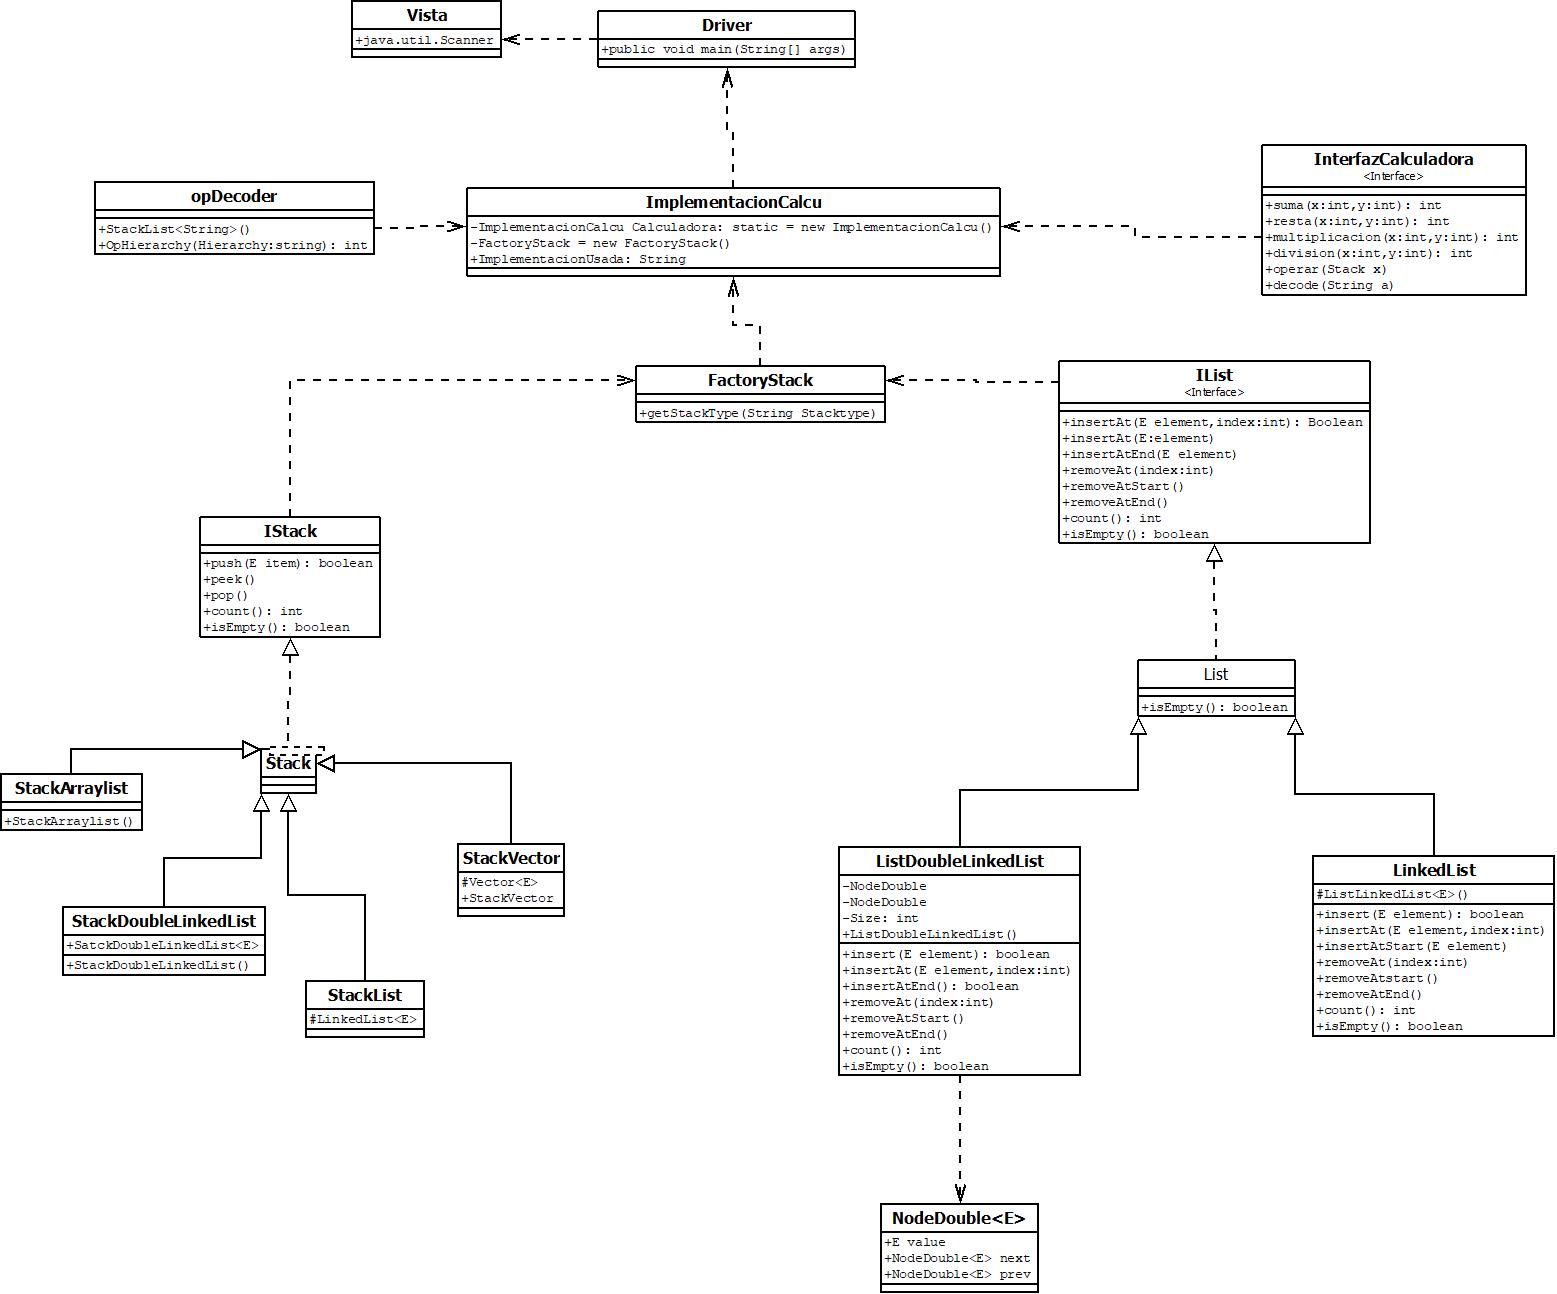 Vista
+java.util.Scanner
Driver
+public void main(String[] args)
opDecoder
+StackList<String>()
+OpHierarchy(Hierarchy:string): int
ImplementacionCalcu
-ImplementacionCalcu Calculadora: static = new ImplementacionCalcu()
-FactoryStack = new FactoryStack()
+ImplementacionUsada: String
InterfazCalculadora
<Interface>
+suma(x:int,y:int): int
+resta(x:int,y:int): int
+multiplicacion(x:int,y:int): int
+division(x:int,y:int): int
+operar(Stack x)
+decode(String a)
FactoryStack
+getStackType(String Stacktype)
IList
<Interface>
+insertAt(E element,index:int): Boolean
+insertAt(E:element)
+insertAtEnd(E element)
+removeAt(index:int)
+removeAtStart()
+removeAtEnd()
+count(): int
+isEmpty(): boolean
IStack
+push(E item): boolean
+peek()
+pop()
+count(): int
+isEmpty(): boolean
List
+isEmpty(): boolean
Stack
StackArraylist
+StackArraylist()
StackVector
#Vector<E>
+StackVector
StackDoubleLinkedList
+SatckDoubleLinkedList<E>
+StackDoubleLinkedList()
StackList
#LinkedList<E>
ListDoubleLinkedList
-NodeDouble
-NodeDouble
-Size: int
+ListDoubleLinkedList()
+insert(E element): boolean
+insertAt(E element,index:int)
+insertAtEnd(): boolean
+removeAt(index:int)
+removeAtStart()
+removeAtEnd()
+count(): int
+isEmpty(): boolean
LinkedList
#ListLinkedList<E>()
+insert(E element): boolean
+insertAt(E element,index:int)
+insertAtStart(E element)
+removeAt(index:int)
+removeAtstart()
+removeAtEnd()
+count(): int
+isEmpty(): boolean
NodeDouble<E>
+E value
+NodeDouble<E> next
+NodeDouble<E> prev